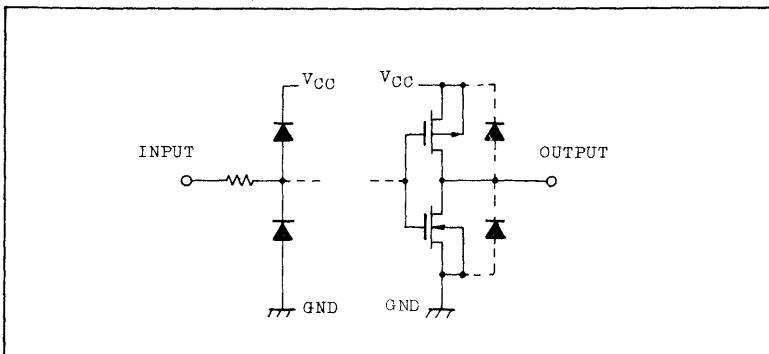 VCC
VCC
INPUT
OUTPUT
GND
GND